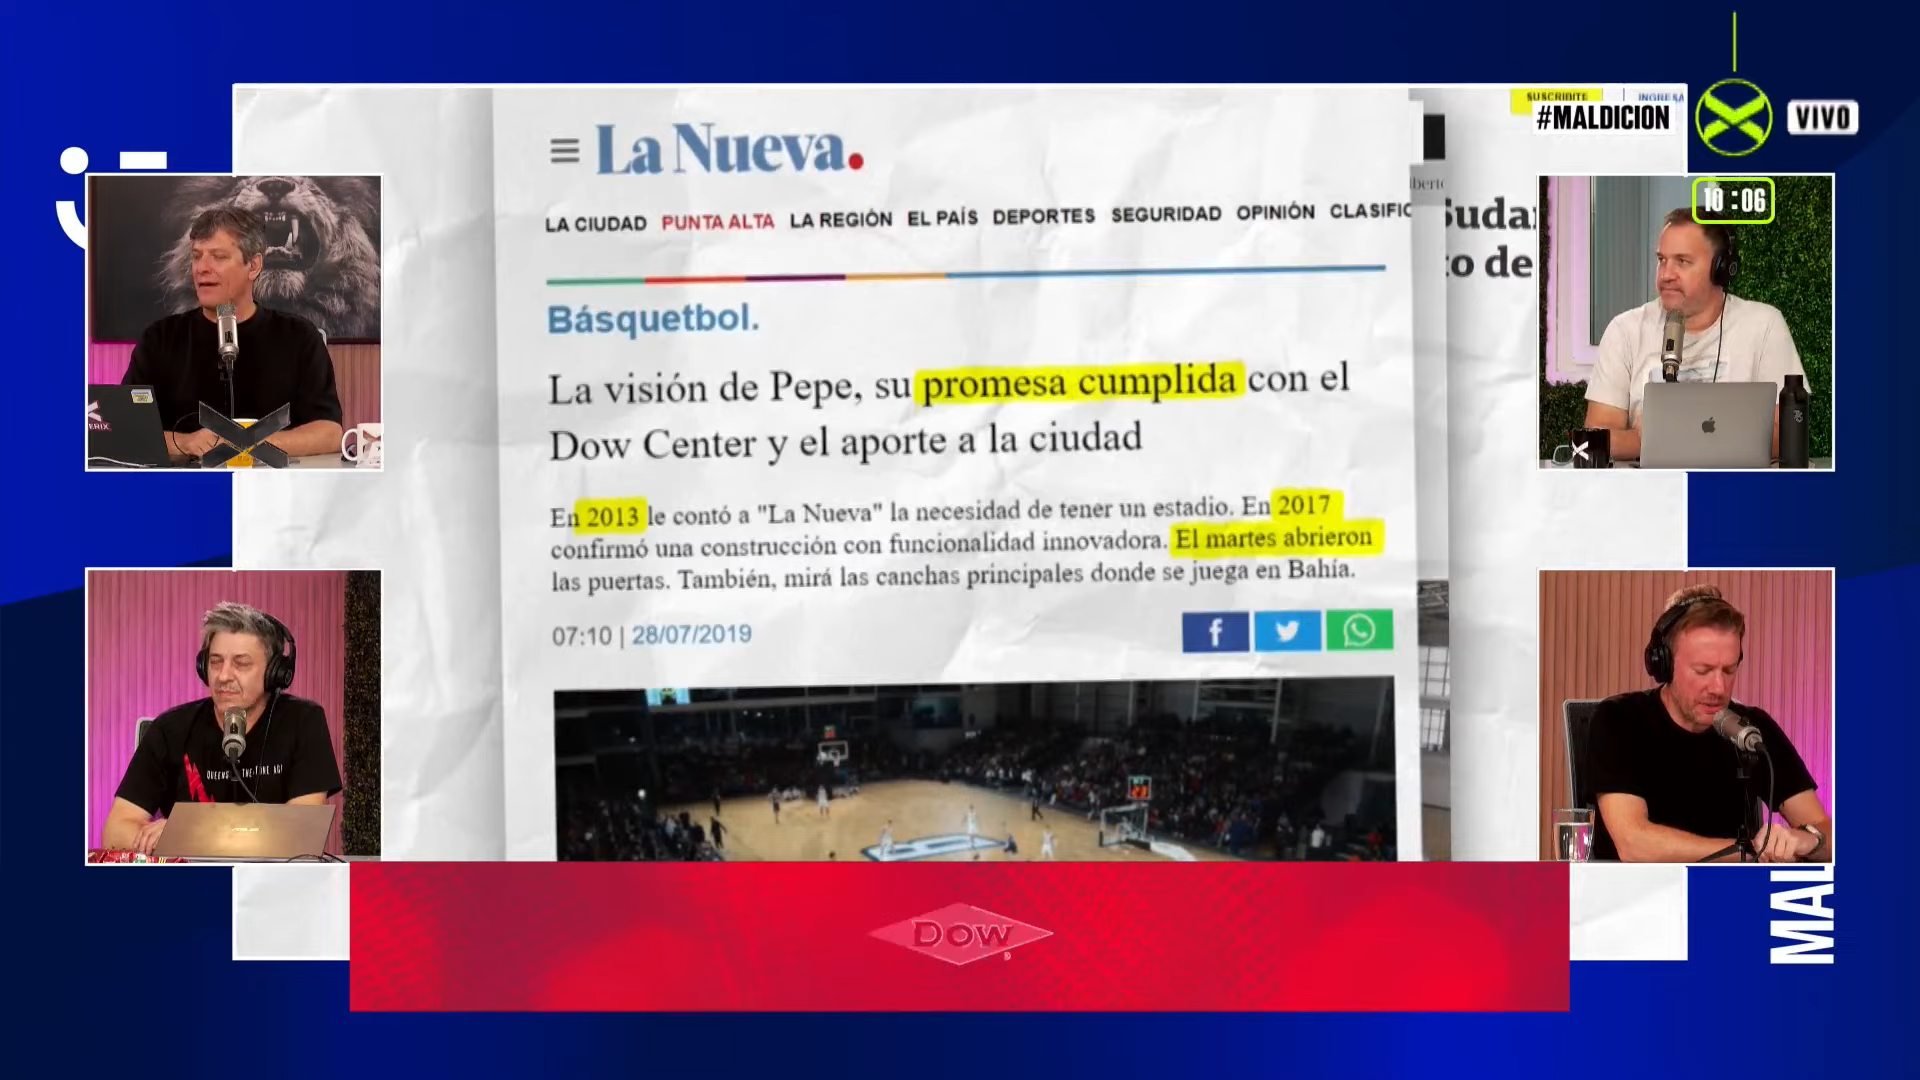 SUSCRIBITE
#MALDICION
VIVO
10:06
La Nueva.
LA CIUDAD PUNTA ALTA LA REGIÓN EL PAÍS DEPORTES SEGURIDAD OPINIÓN
Básquetbol.
La visión de Pepe, su promesa cumplida con el
Dow Center y el aporte a la ciudad
En 2013 le contó a "La Nueva" la necesidad de tener un estadio. En 2017
confirmó una construcción con funcionalidad innovadora. El martes abrieron
las puertas. También, mirá las canchas principales donde se juega en Bahía.
07:10 | 28/07/2019
o de
DOW
MAL